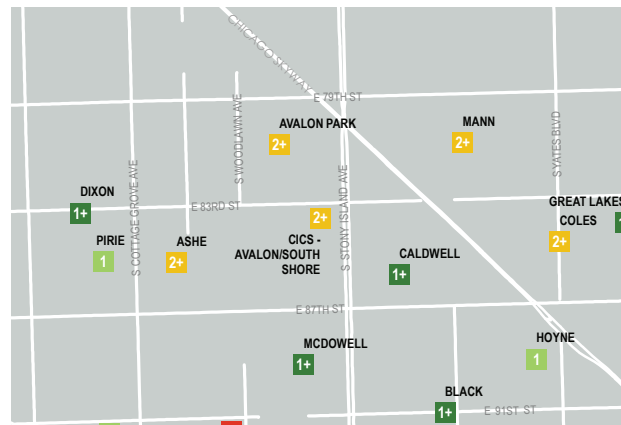 CHICAGO SKYWAY
E 79TH ST
S WOODLAWN AVE
AVALON PARK
2+
MANN
2+
S YATES BLVD
S COTTAGE GROVE AVE
S STONY ISLAND AVE
DIXON
1+
E 83RD ST
2+
CICS -
AVALON/SOUTH
SHORE
GREAT LAKES
COLES
2+
PIRIE
1
ASHE
2+
CALDWELL
1+
E 87TH ST
MCDOWELL
1+
HOYNE
1
BLACK
1+
E 91ST ST